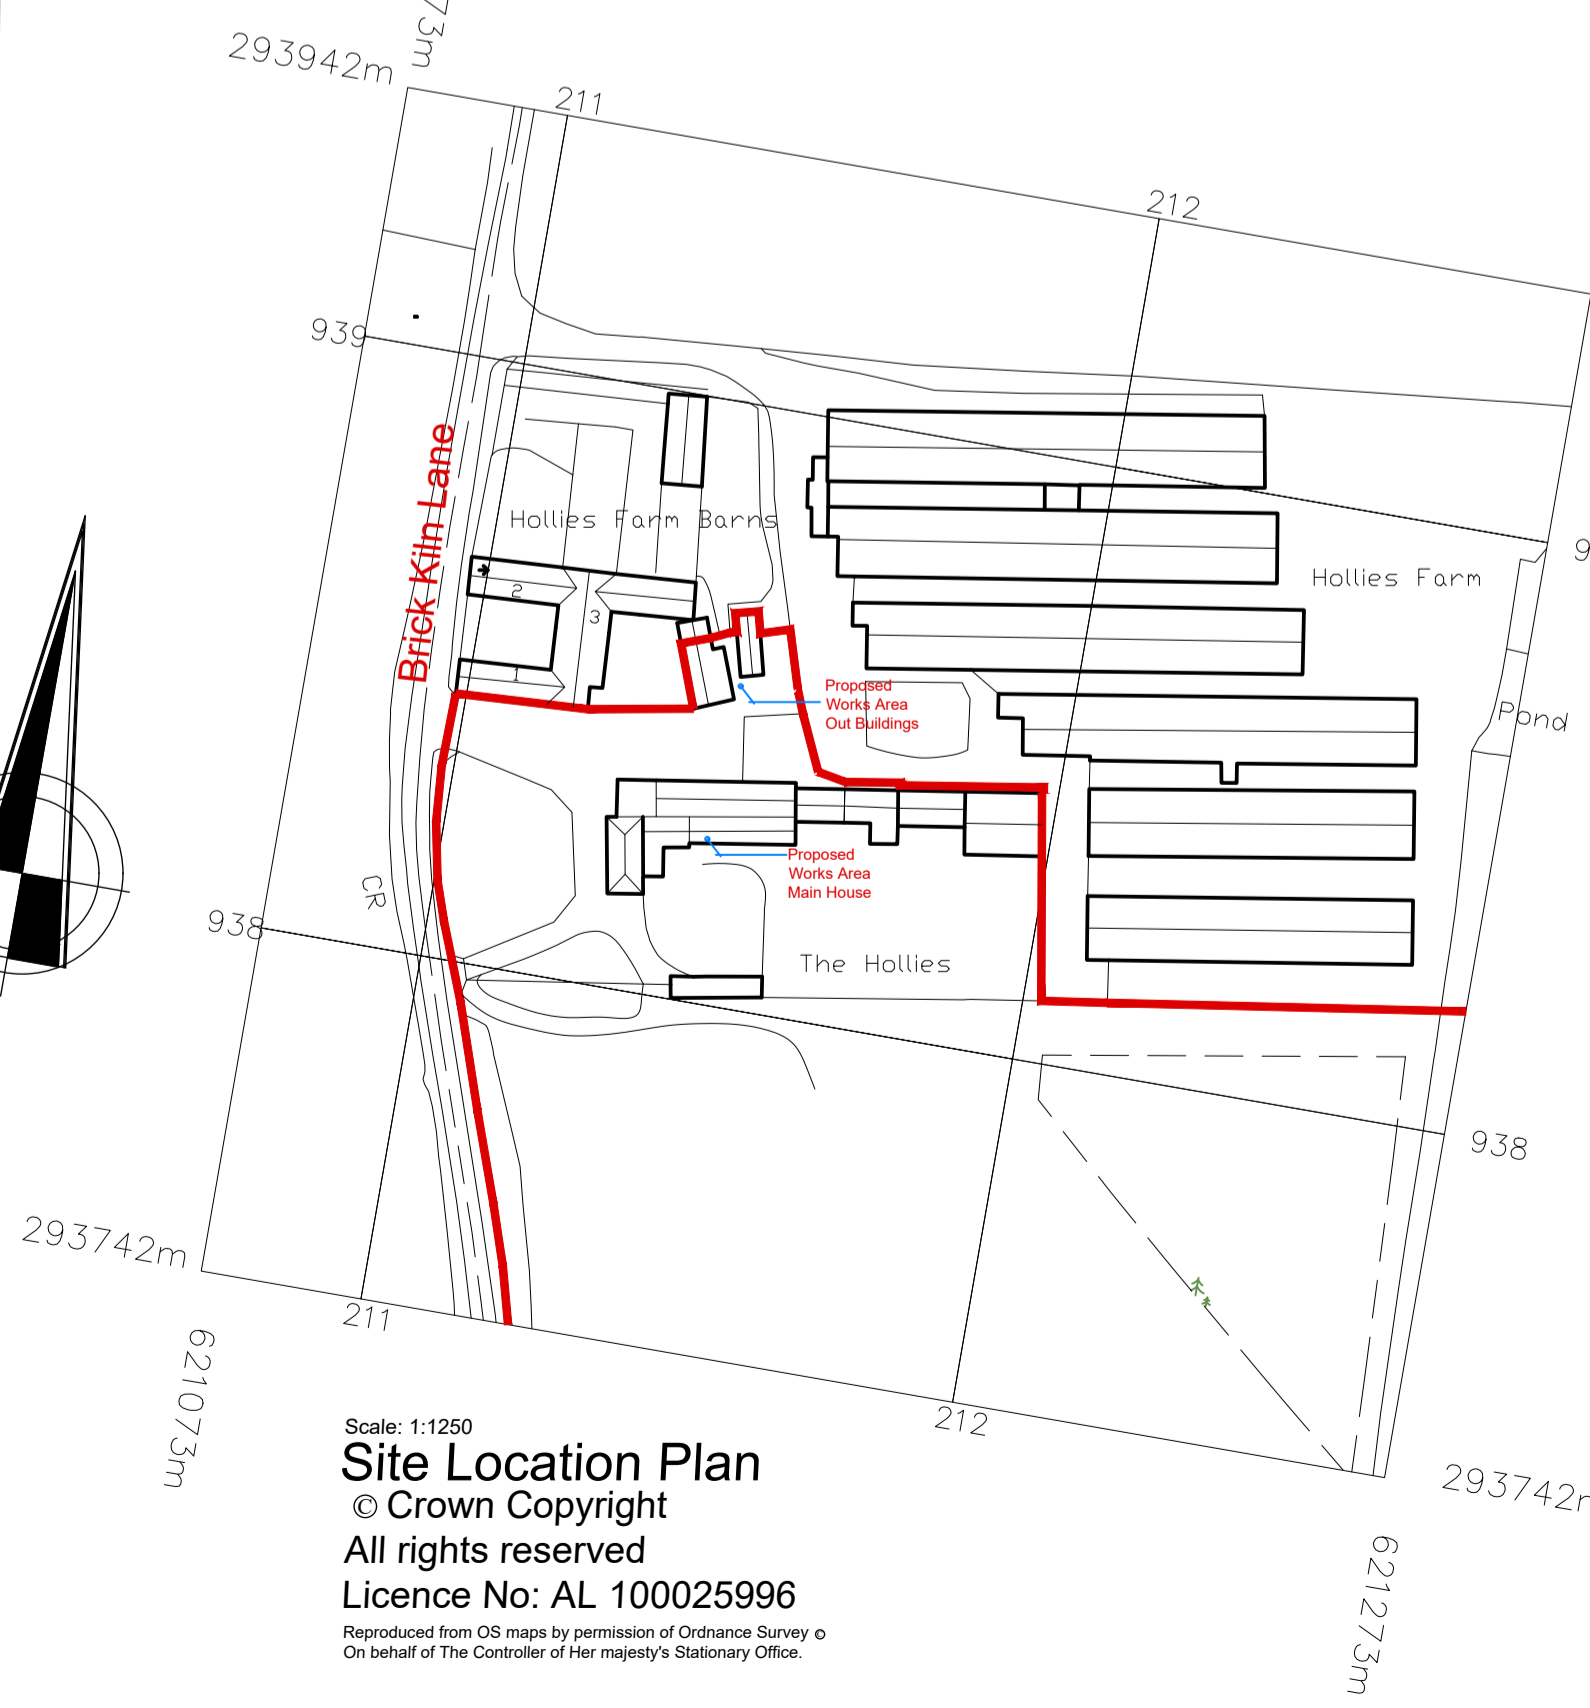 73m
293942m
211
212
939
9
Brick Kiln Lane
Hollies Farm Barns
Hollies Farm
2
3
1
Proposed
Works Area
Out Buildings
Pond
Proposed
Works Area
Main House
CR
938
The Hollies
938
293742m
211
212
621073m
293742m
621273m
Scale: 1:1250
Site Location Plan
© Crown Copyright
All rights reserved
Licence No: AL 100025996
Reproduced from OS maps by permission of Ordnance Survey ©
On behalf of The Controller of Her majesty's Stationary Office.